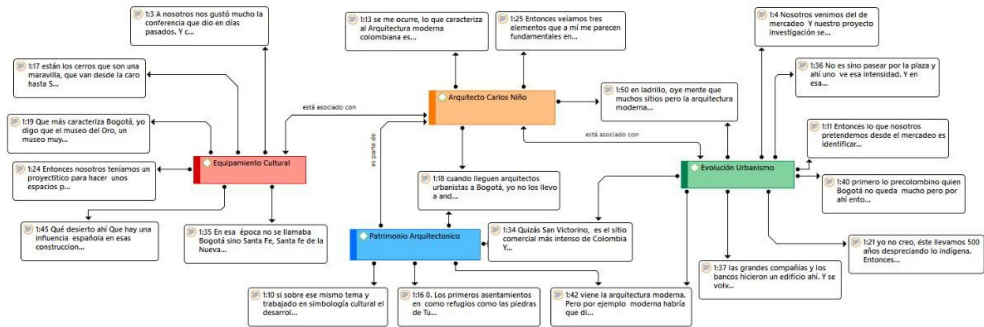 1:3 A nosotros nos gustó mucho la
conferencia que dio en días
pasados. Y c...
1:13 se me ocurre, lo que caracteriza
al Arquitectura moderna
colombiana es...
1:25 Entonces veíamos tres
elementos que a mí me parecen
fundamentales en...
1:4 Nosotros venimos del de
mercadeo Y nuestro proyecto
investigación se...
1:17 están los cerros que son una
maravilla, que van desde la caro
hasta S...
1:36 No es sino pasear por la plaza y
ahí uno ve esa intensidad. Y en
esa...
Arquitecto Carlos Niño
1:50 en ladrillo, oye mente que
muchos sitios pero la arquitectura
moderna...
está asociado con
1:19 Que más caracteriza Bogotá, yo
digo que el museo del Oro, un
museo muy...
1:11 Entonces lo que nosotros
pretendemos desde el mercadeo es
identificar...
está asociado con
es parte de
Equipamiento Cultural
Evolución Urbanismo
1:24 Entonces nosotros teníamos un
proyectitico para hacer unos
espacios p...
1:18 cuando lleguen arquitectos
urbanistas a Bogotá, yo no los llevo
a and...
1:40 primero lo precolombino quien
Bogotá no queda mucho pero por
ahí ento...
1:45 Qué desierto ahí Que hay una
influencia española en esas
construccion...
1:35 En esa época no se llamaba
Bogotá sino Santa Fe, Santa fe de la
Nueva...
Patrimonio Arquitectonico
1:34 Quizás San Victorino, es el sitio
comercial más intenso de Colombia
Y...
1:21 yo no creo, éste llevamos 500
años despreciando lo indígena.
Entonces...
1:37 las grandes compañías y los
bancos hicieron un edificio ahí. Y se
volv...
1:10 si sobre ese mismo tema y
trabajado en simbología cultural el
desarrol...
1:16 0. Los primeros asentamientos
en como refugios como las piedras
de Tu...
1:42 viene la arquitectura moderna.
Pero por ejemplo moderna habría
que di...